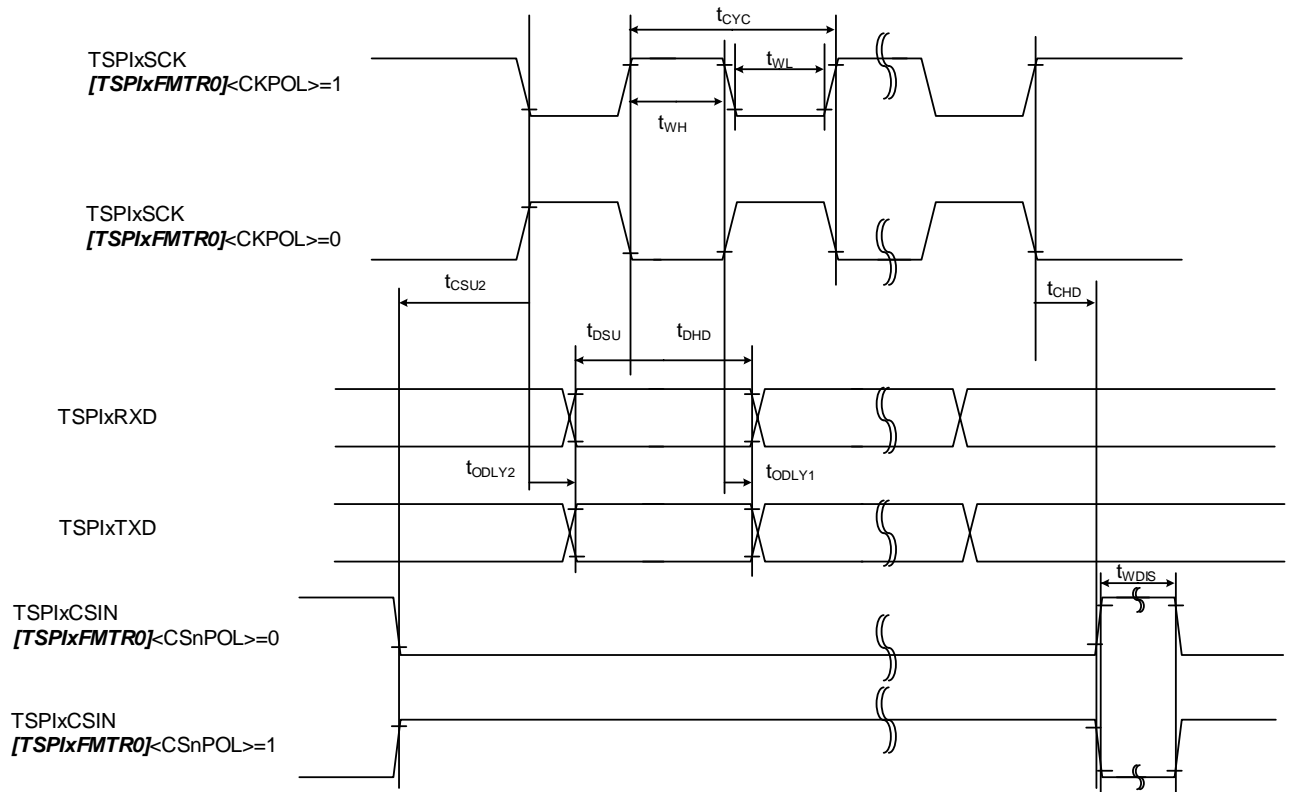 tCYC
TSPIxSCK
[TSPIxFMTR0]<CKPOL>=1
tWL
tWH
TSPIxSCK
[TSPIxFMTR0]<CKPOL>=0
tCSU2
tCHD
tDSU
tDHD
TSPIxRXD
tODLY2
tODLY1
TSPIxTXD
tWDIS
TSPIxCSIN
[TSPIxFMTR0]<CSnPOL>=0
TSPIxCSIN
[TSPIxFMTR0]<CSnPOL>=1